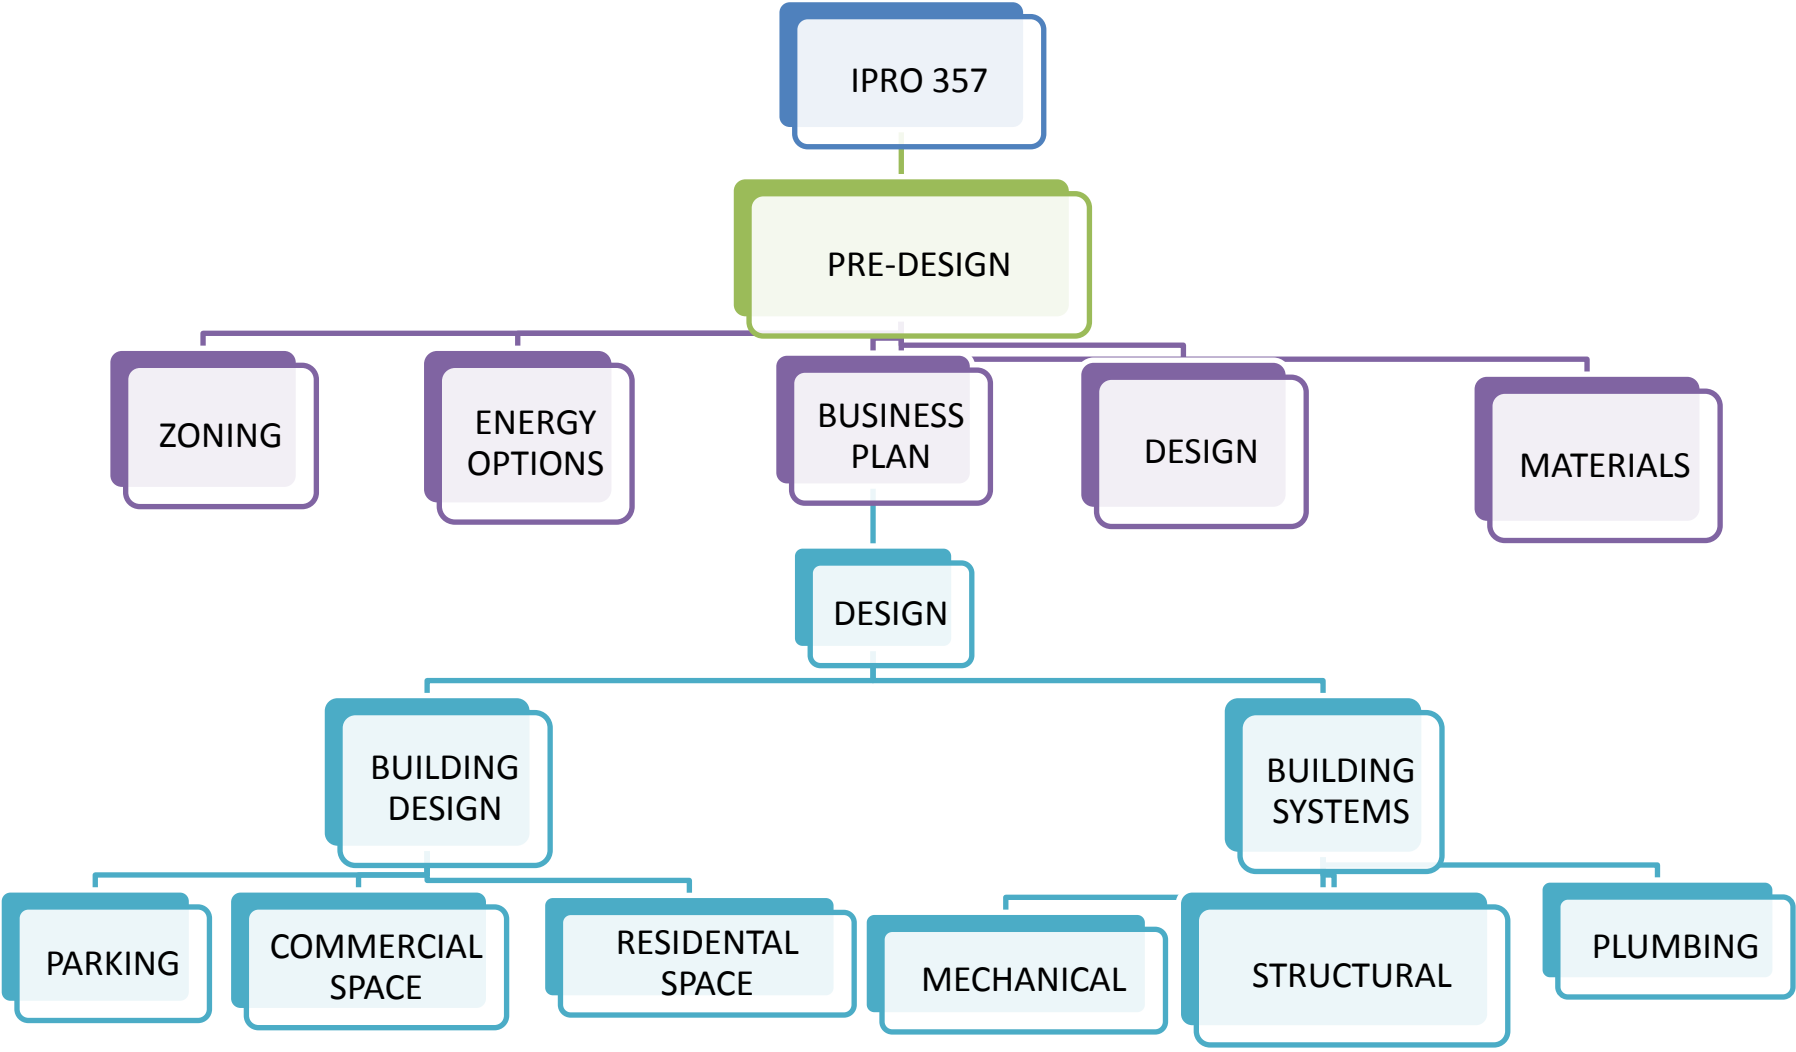 IPRO 357
PRE-DESIGN
ZONING
ENERGY
OPTIONS
BUSINESS
PLAN
DESIGN
MATERIALS
DESIGN
BUILDING
DESIGN
BUILDING
SYSTEMS
PARKING
COMMERCIAL
SPACE
RESIDENTAL
SPACE
MECHANICAL
STRUCTURAL
PLUMBING